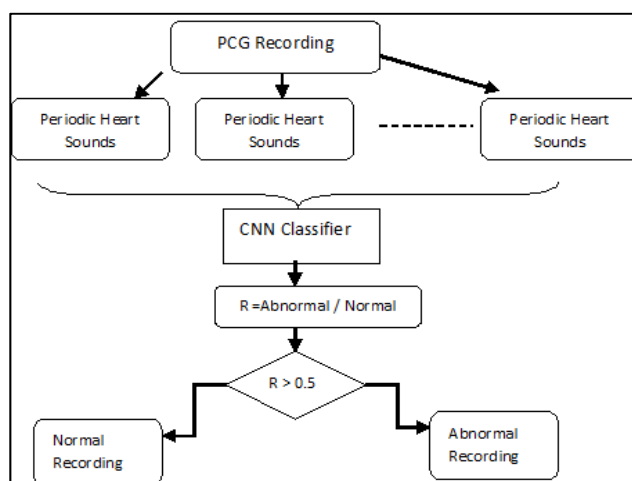 PCG Recording
Periodic Heart
Sounds
Periodic Heart
Sounds
Periodic Heart
Sounds
CNN Classifier
R =Abnormal / Normal
R > 0.5
Normal
Recording
Abnormal
Recording